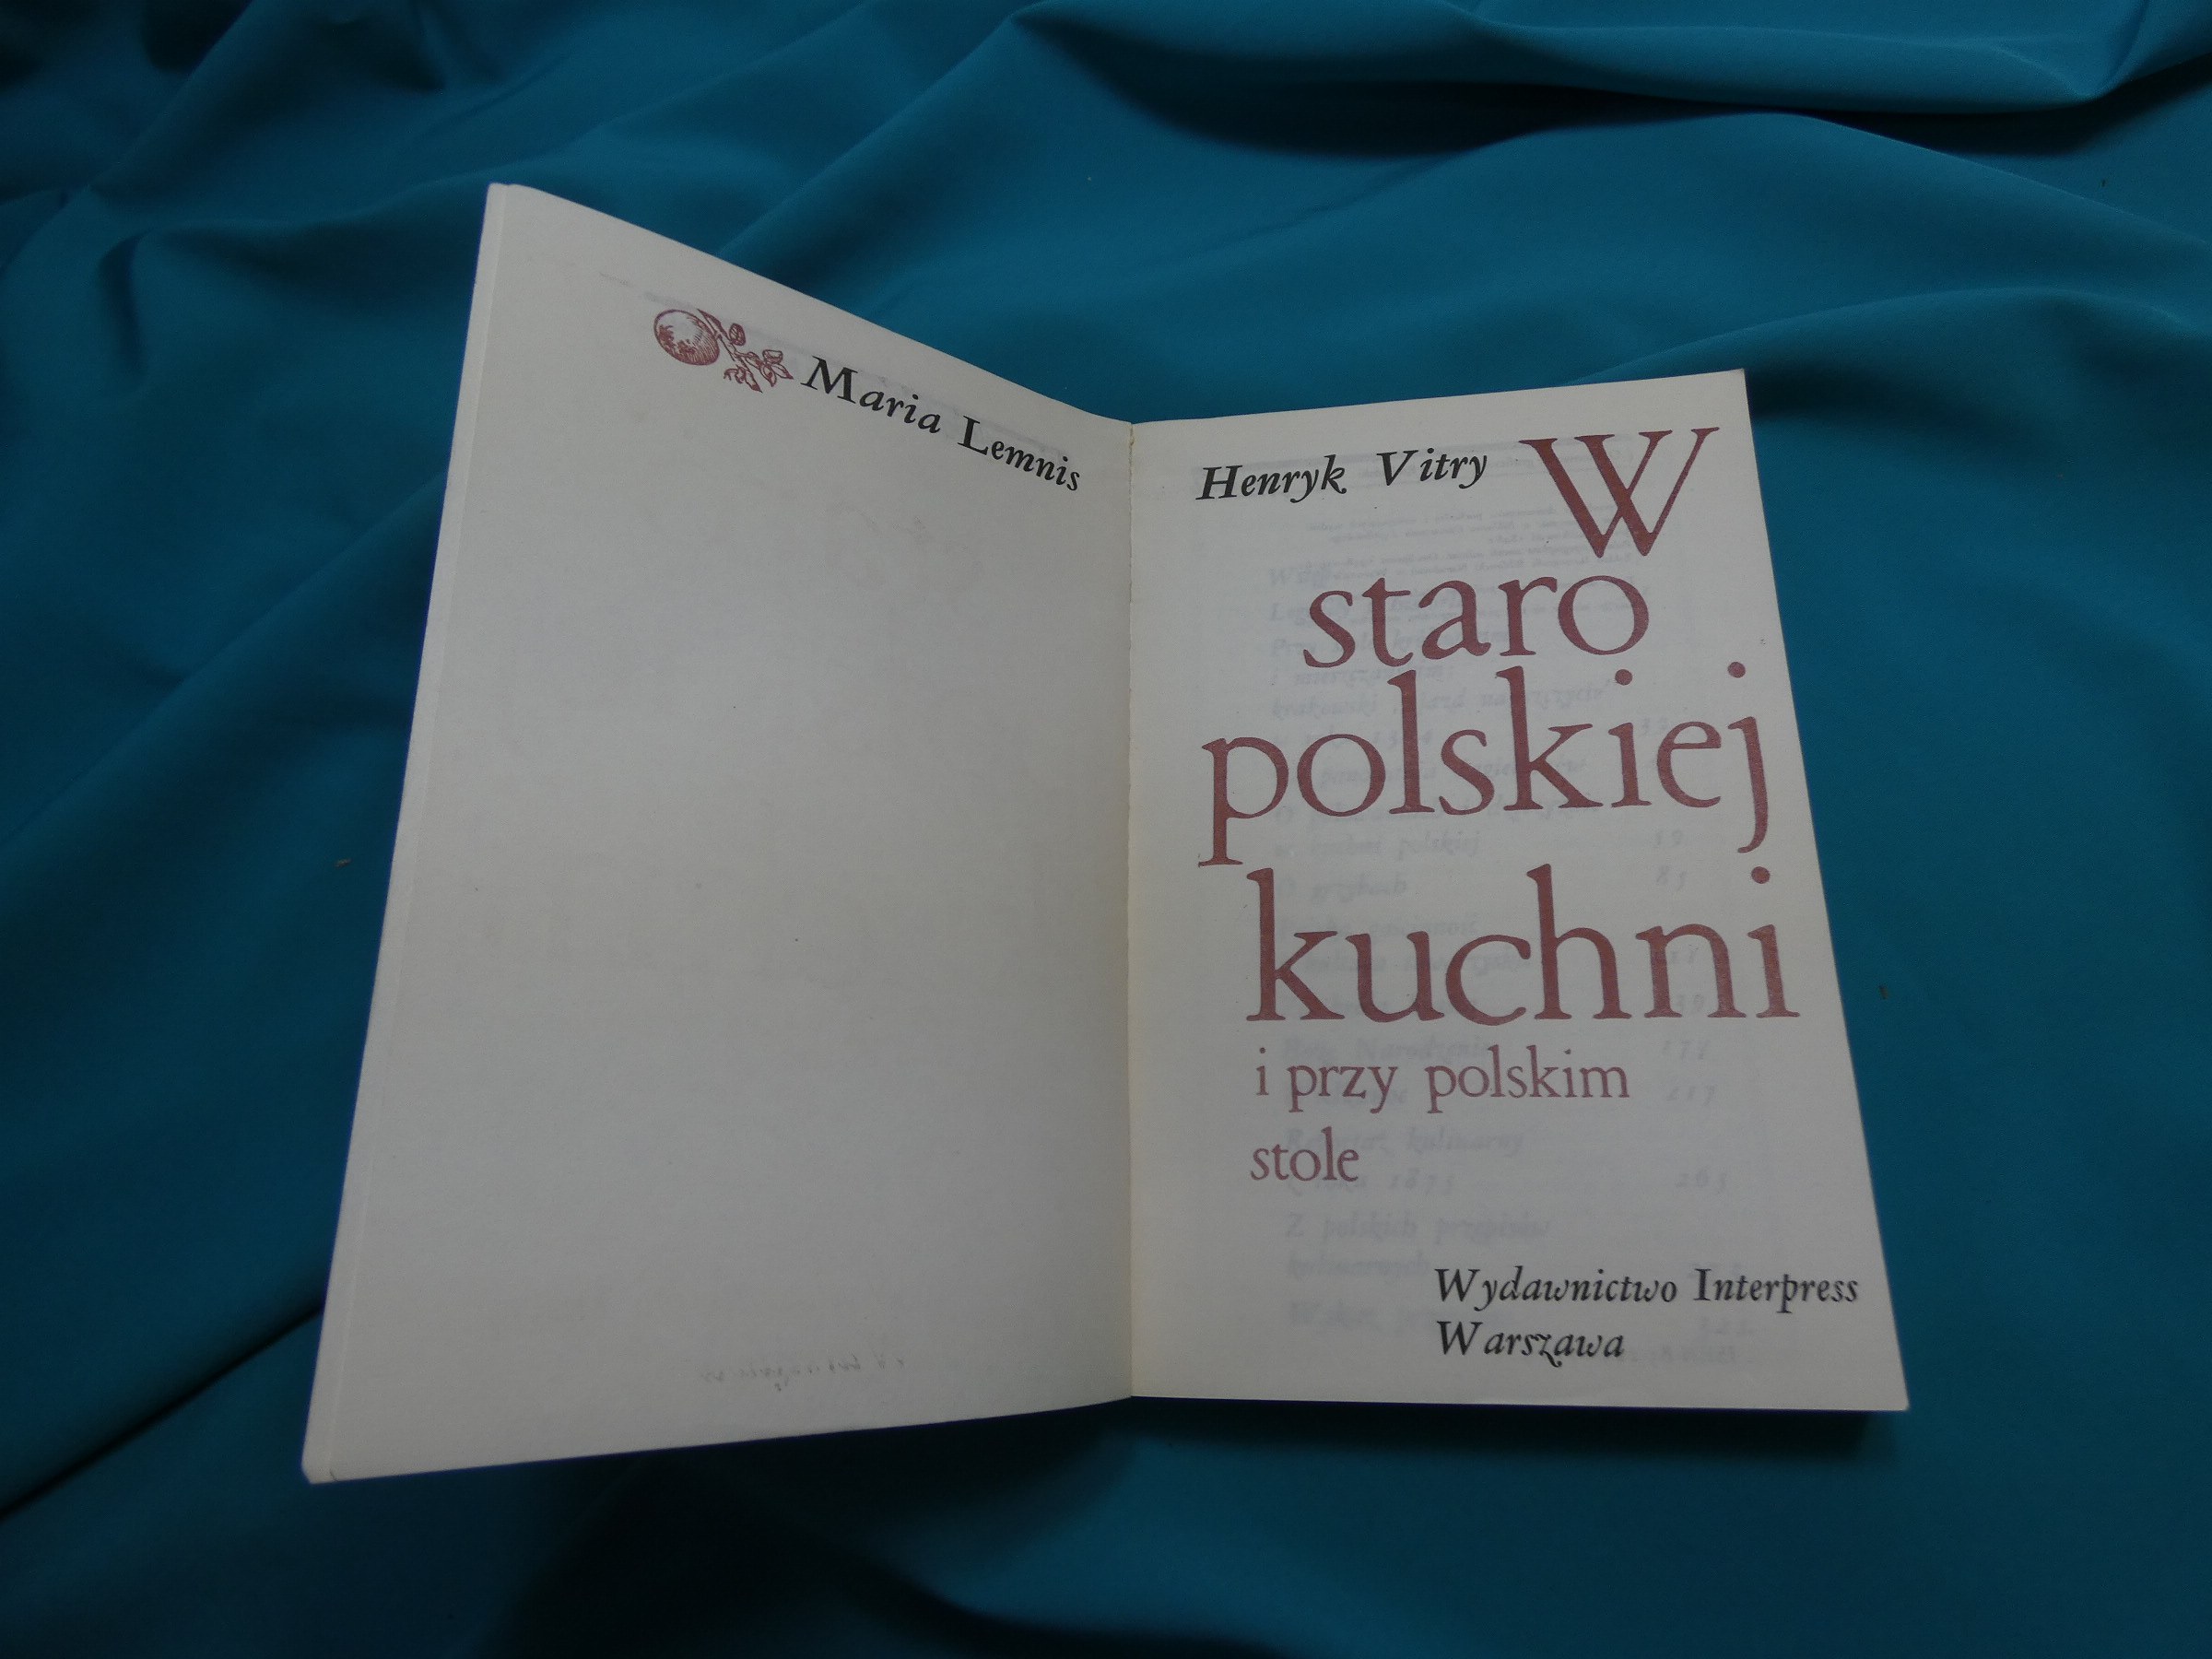 Maria Lemnis
Henryk Vitry
W
staro
polskiej
kuchni
i przy polskim
stole
Wydawnictwo Interpress
Warszawa